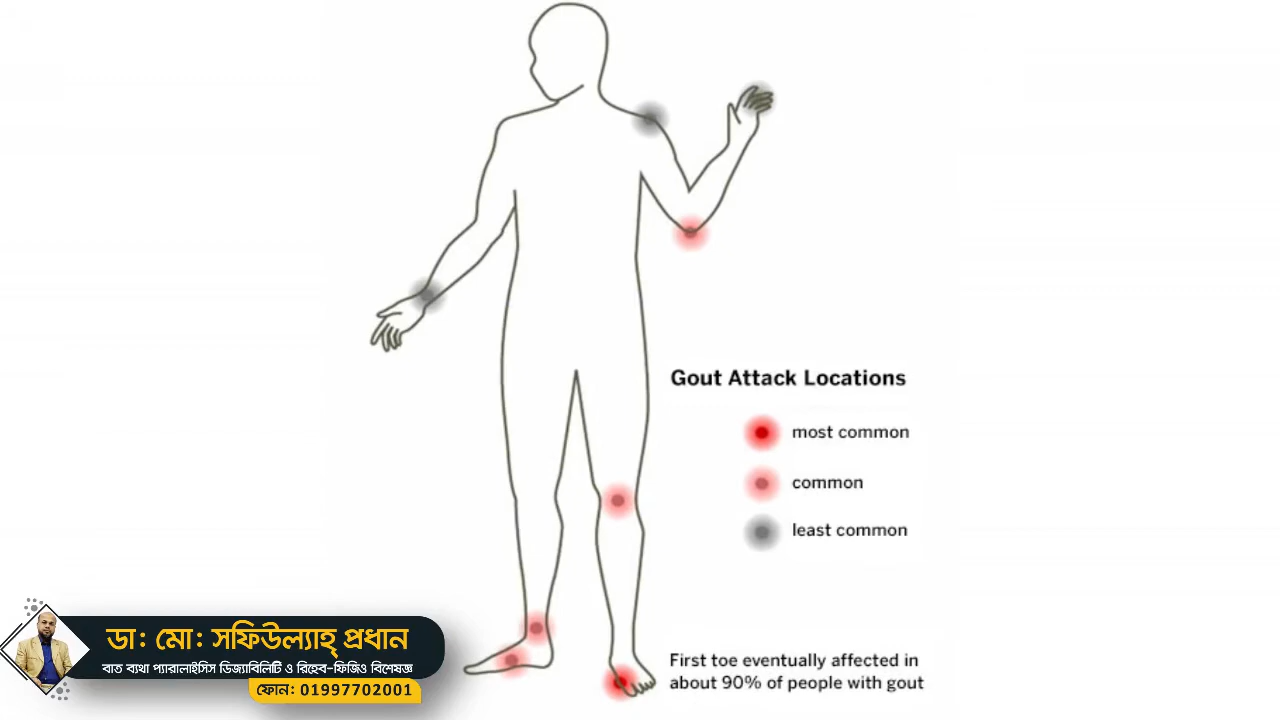 Gout Attack Locations
most common
common
least common
First toe eventually affected in
about 90% of people with gout
ডা: মো: সফিউল্যাহ্ প্রধান
বাত ব্যথা প্যারালাইসিস ডিজ্যাবিলিটি ও রিহেব-ফিজিও বিশেষজ্ঞ
ফোন: 01997702001